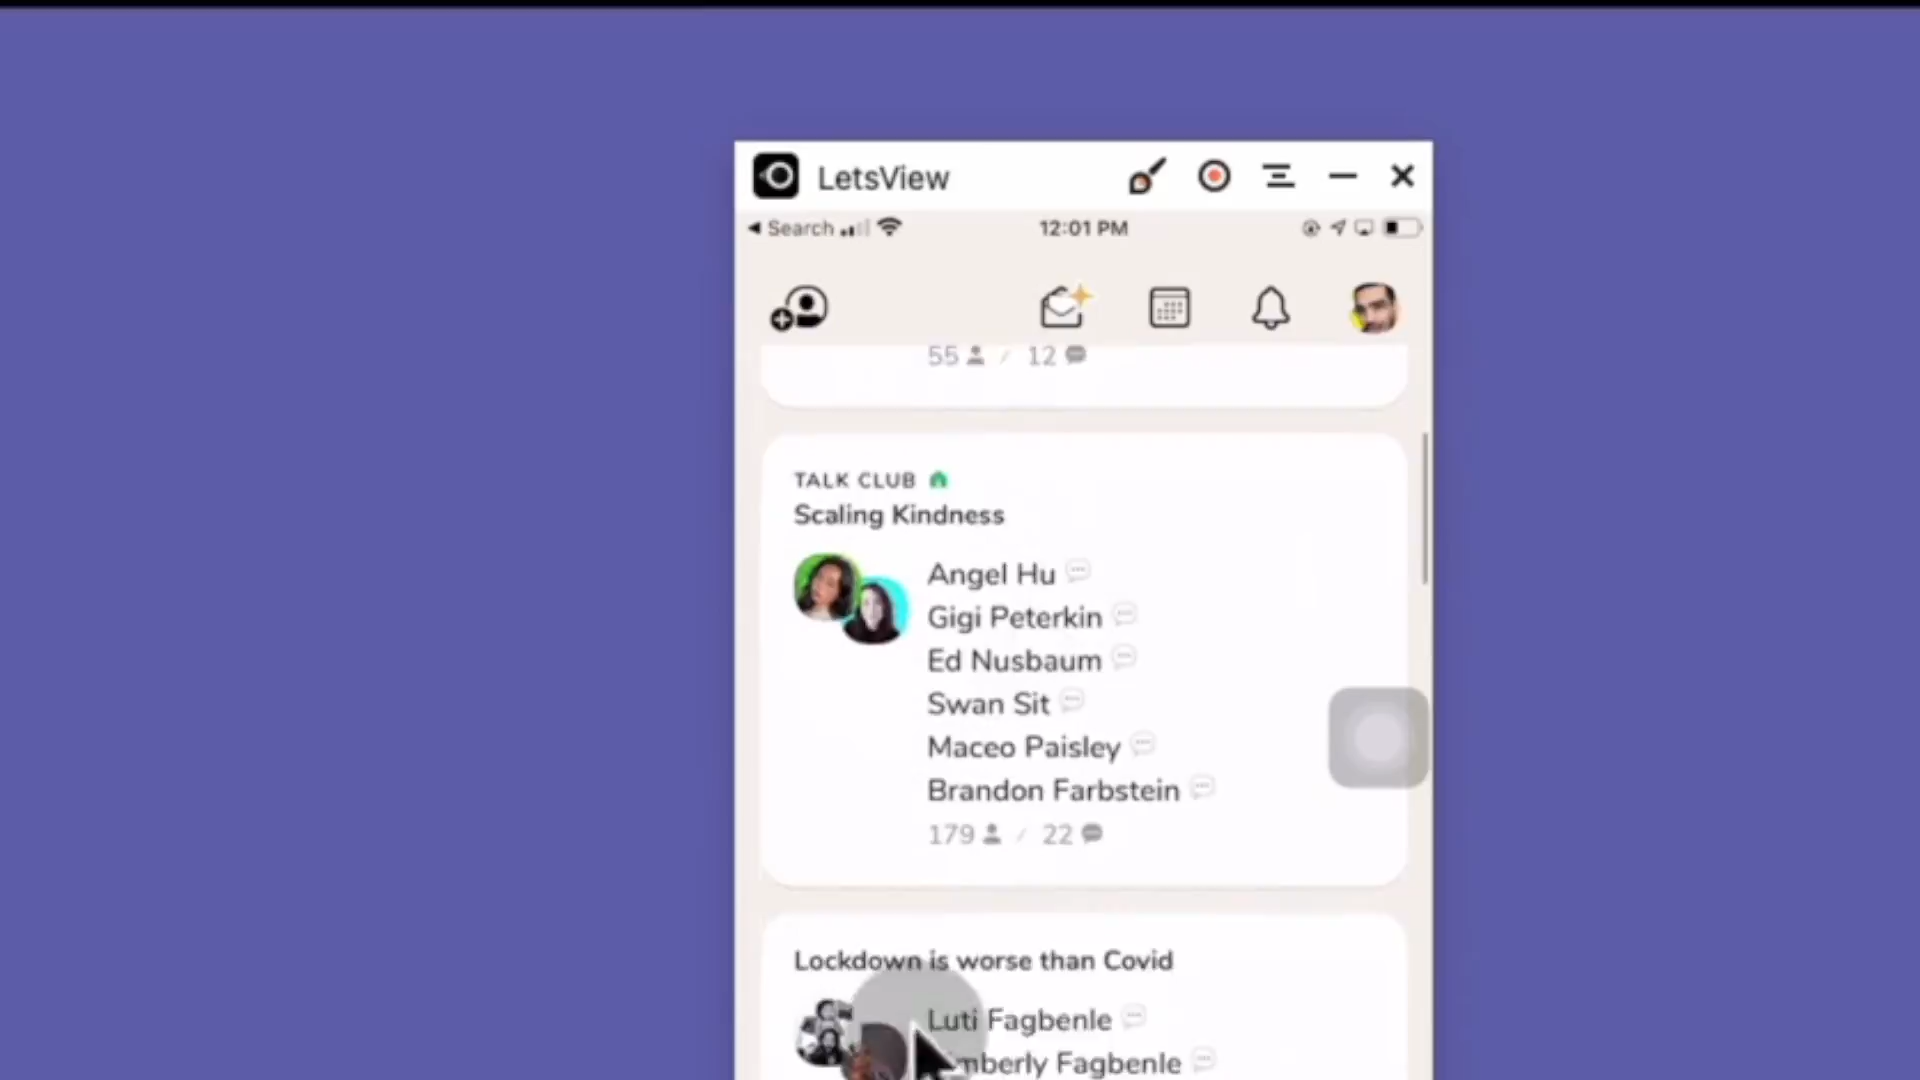 LetsView
Search
12:01 PM
55 / 12
TALK CLUB
Scaling Kindness
Angel Hu
Gigi Peterkin
Ed Nusbaum
Swan Sit
Maceo Paisley
Brandon Farbstein
179 / 22
Lockdown is worse than Covid
Luti Fagbenle
mberly Fagbenle